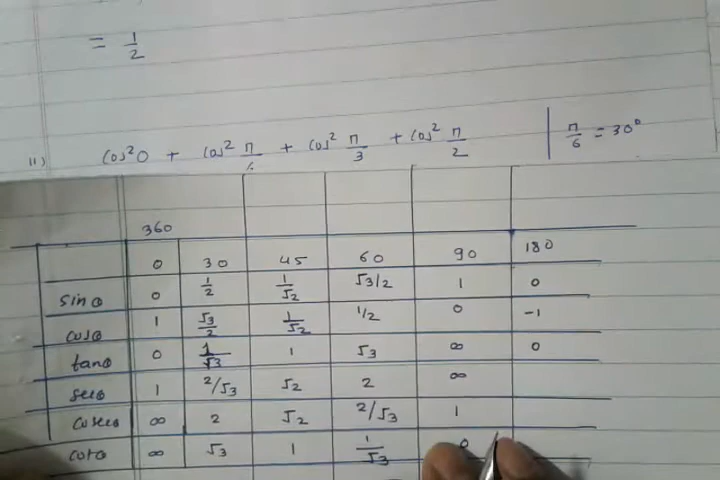 = 1/2
11) cos²0 + cos² π/6 + cos² π/3 + cos² π/2 | π/6 = 30°
360
0 30 45 60 90 180
sinθ 0 1/2 1/√2 √3/2 1 0
cosθ 1 √3/2 1/√2 1/2 0 -1
tanθ 0 1/√3 1 √3 ∞ 0
secθ 1 2/√3 √2 2 ∞
cosecθ ∞ 2 √2 2/√3 1
cotθ ∞ √3 1 1/√3 0